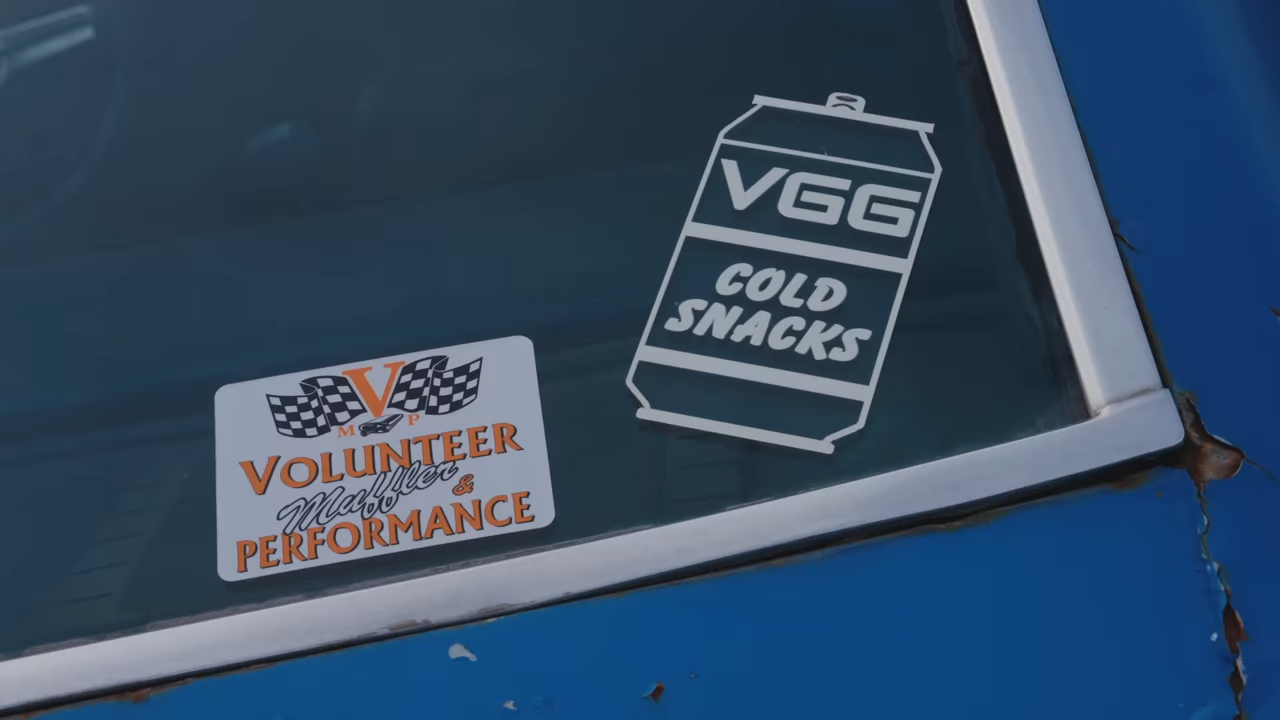 VGG
COLD
SNACKS
V
M P
VOLUNTEER
Muffler &
PERFORMANCE